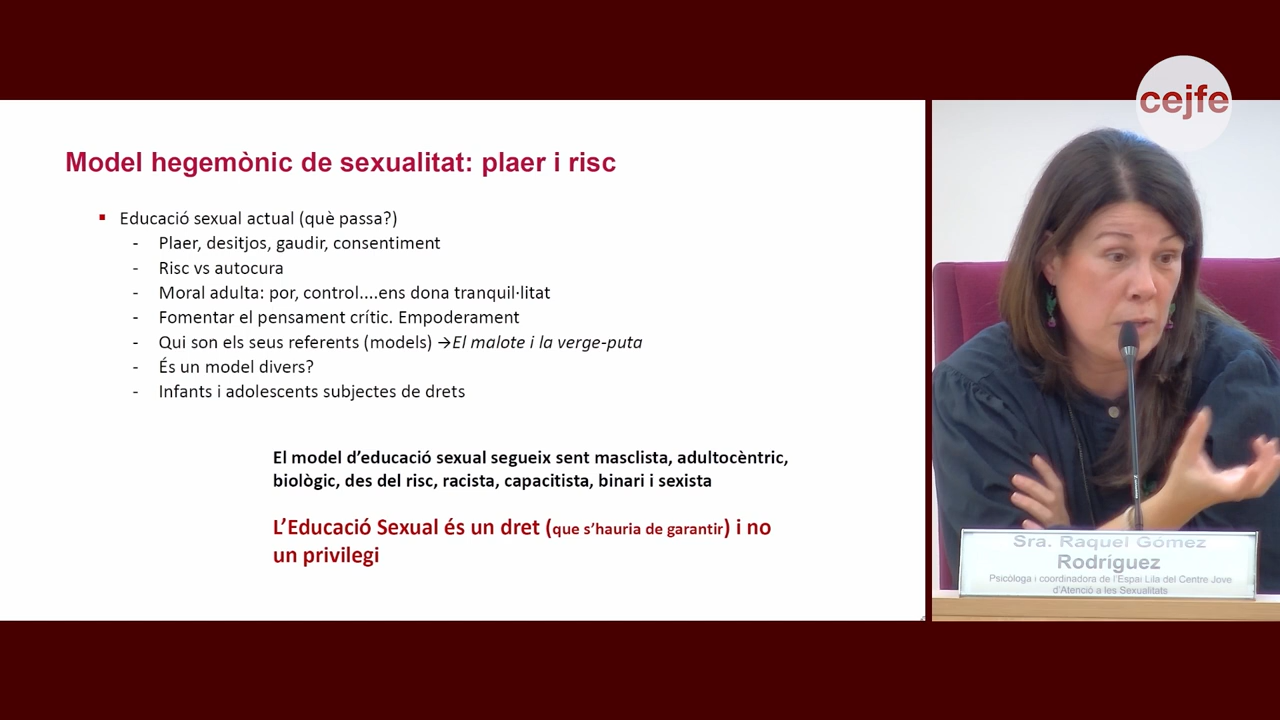 cejfe
Model hegemònic de sexualitat: plaer i risc
▪ Educació sexual actual (què passa?)
- Plaer, desitjos, gaudir, consentiment
- Risc vs autocura
- Moral adulta: por, control....ens dona tranquil·litat
- Fomentar el pensament crític. Empoderament
- Qui son els seus referents (models) →El malote i la verge-puta
- És un model divers?
- Infants i adolescents subjectes de drets
El model d’educació sexual segueix sent masclista, adultocèntric,
biològic, des del risc, racista, capacitista, binari i sexista
L’Educació Sexual és un dret (que s’hauria de garantir) i no
un privilegi
Sra. Raquel Gómez
Rodríguez
Psicòloga i coordinadora de l’Espai Lila del Centre Jove
d’Atenció a les Sexualitats